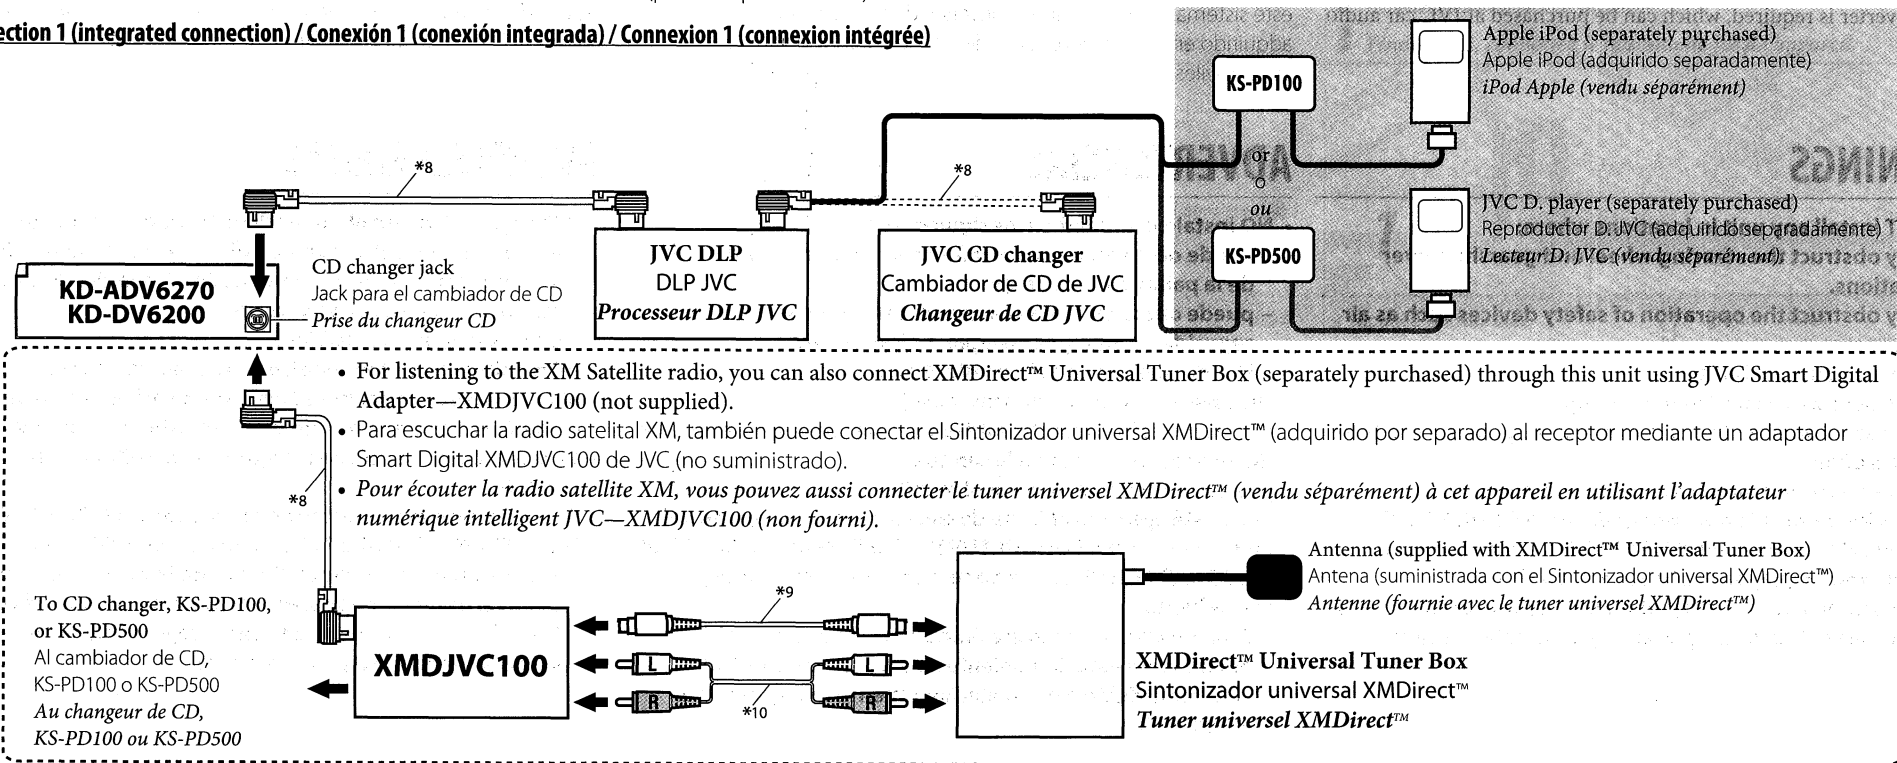 ection 1 (integrated connection) / Conexión 1 (conexión integrada) / Connexion 1 (connexion intégrée)
KS-PD100
Apple iPod (separately purchased)
Apple iPod (adquirido separadamente)
iPod Apple (vendu séparément)
or
o
ou
*8
*8
KS-PD500
JVC D. player (separately purchased)
Reproductor D. JVC (adquirido separadamente)
Lecteur D. JVC (vendu séparément)
KD-ADV6270
KD-DV6200
CD changer jack
Jack para el cambiador de CD
Prise du changeur CD
JVC DLP
DLP JVC
Processeur DLP JVC
JVC CD changer
Cambiador de CD de JVC
Changeur de CD JVC
• For listening to the XM Satellite radio, you can also connect XMDirect™ Universal Tuner Box (separately purchased) through this unit using JVC Smart Digital
Adapter—XMDJVC100 (not supplied).
• Para escuchar la radio satelital XM, también puede conectar el Sintonizador universal XMDirect™ (adquirido por separado) al receptor mediante un adaptador
Smart Digital XMDJVC100 de JVC (no suministrado).
• Pour écouter la radio satellite XM, vous pouvez aussi connecter le tuner universel XMDirect™ (vendu séparément) à cet appareil en utilisant l'adaptateur
numérique intelligent JVC—XMDJVC100 (non fourni).
*8
To CD changer, KS-PD100,
or KS-PD500
Al cambiador de CD,
KS-PD100 o KS-PD500
Au changeur de CD,
KS-PD100 ou KS-PD500
XMDJVC100
*9
L
L
R
R
*10
Antenna (supplied with XMDirect™ Universal Tuner Box)
Antena (suministrada con el Sintonizador universal XMDirect™)
Antenne (fournie avec le tuner universel XMDirect™)
XMDirect™ Universal Tuner Box
Sintonizador universal XMDirect™
Tuner universel XMDirect™